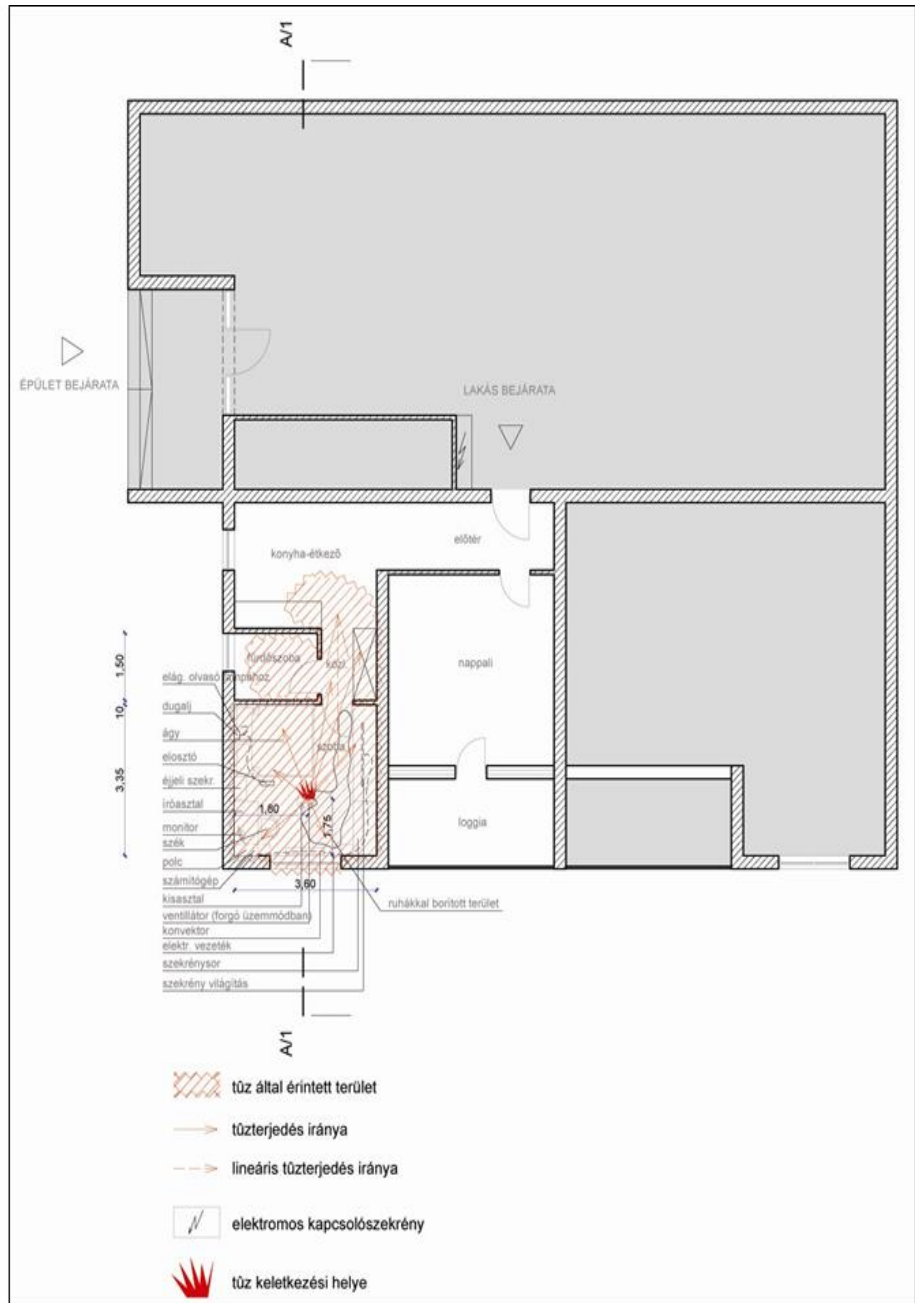 A/1
ÉPÜLET BEJÁRATA
LAKÁS BEJÁRATA
előtér
konyha-étkező
fürdőszoba
közl.
nappali
szoba
loggia
1,50
10
3,35
1,80
1,75
3,60
elág. olvasó lámpához
dugalj
ágy
elosztó
éjjeli szekr.
íróasztal
monitor
szék
polc
számítógép
kisasztal
ventillátor (forgó üzemmódban)
konvektor
elektr. vezeték
szekrénysor
szekrény világítás
ruhákkal borított terület
A/1
tűz által érintett terület
tűzterjedés iránya
lineáris tűzterjedés iránya
elektromos kapcsolószekrény
tűz keletkezési helye